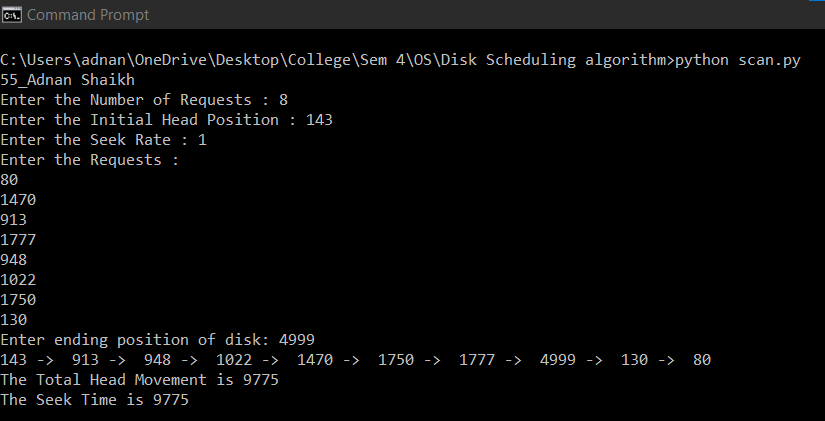 Command Prompt
C:\Users\adnan\OneDrive\Desktop\College\Sem 4\OS\Disk Scheduling algorithm>python scan.py
55_Adnan Shaikh
Enter the Number of Requests : 8
Enter the Initial Head Position : 143
Enter the Seek Rate : 1
Enter the Requests :
80
1470
913
1777
948
1022
1750
130
Enter ending position of disk: 4999
143 ->  913 ->  948 ->  1022 ->  1470 ->  1750 ->  1777 ->  4999 ->  130 ->  80
The Total Head Movement is 9775
The Seek Time is 9775